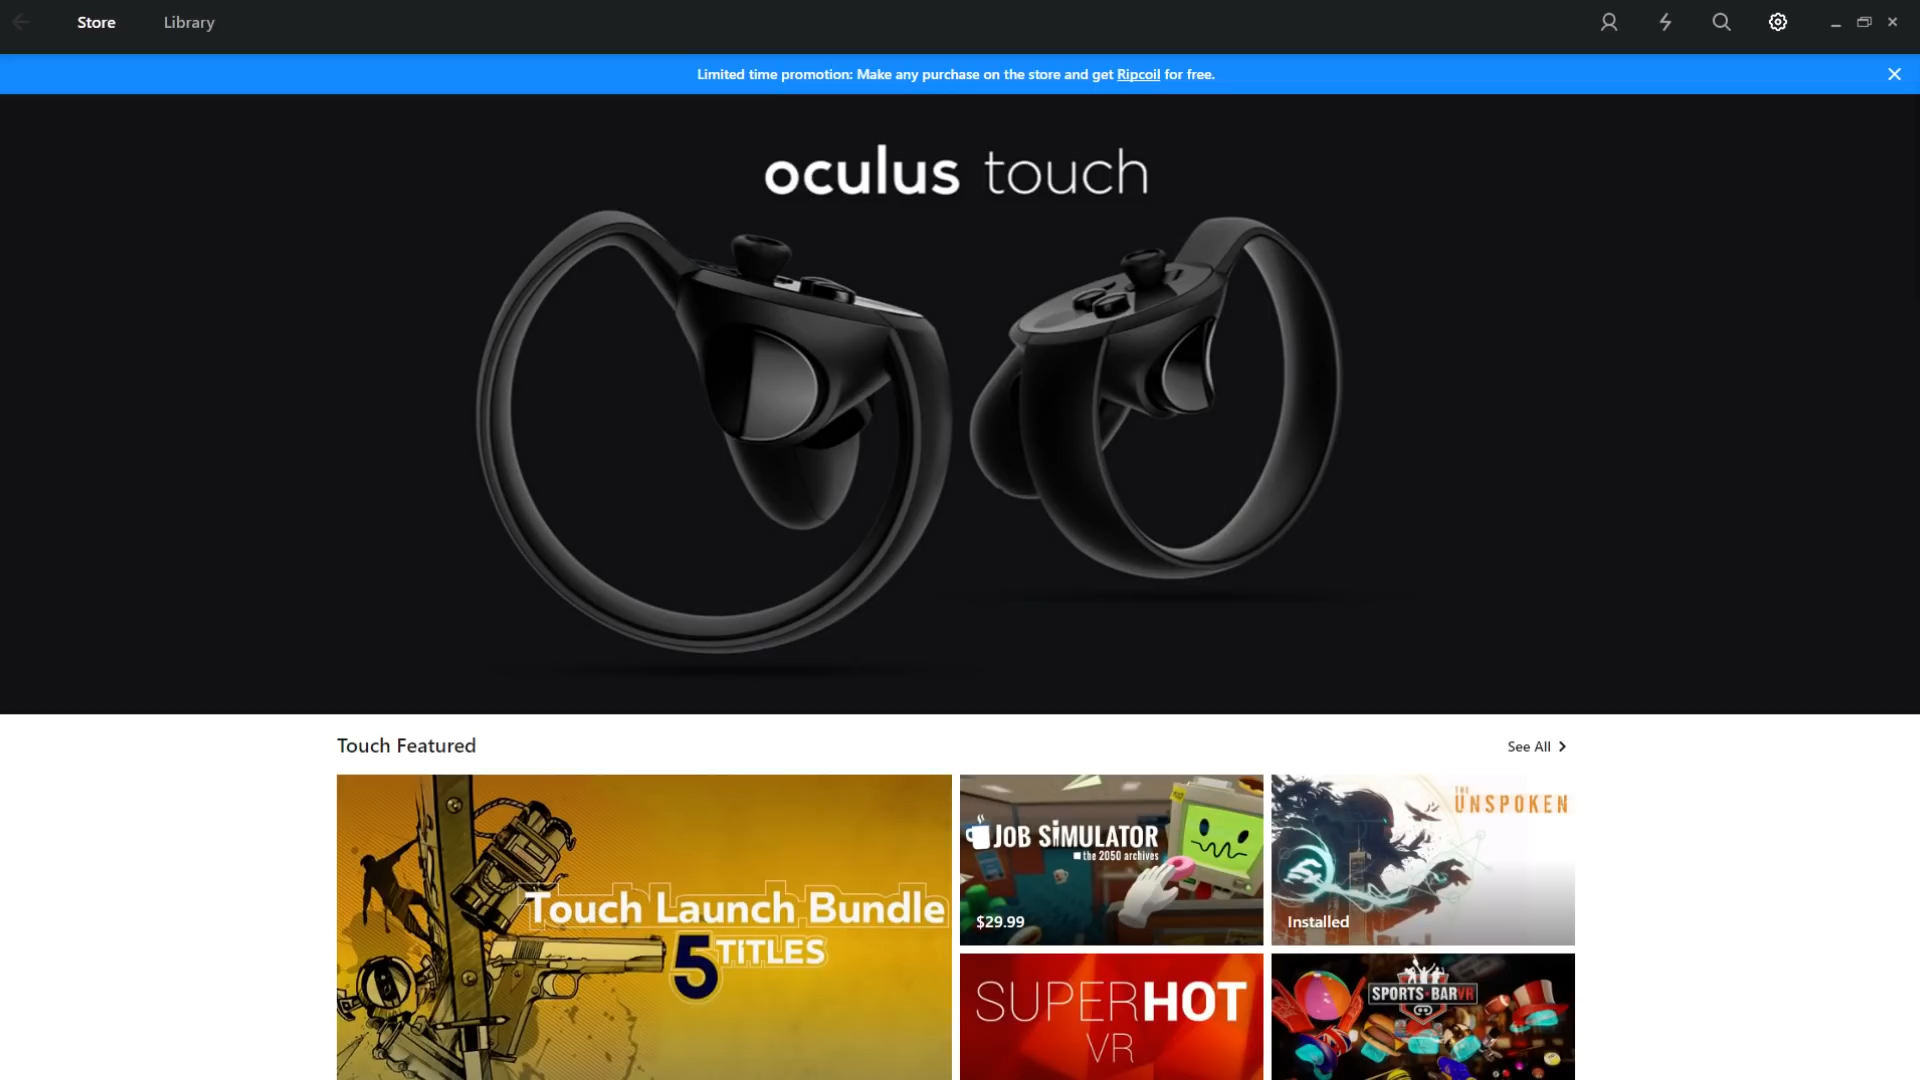 Store
Library
Limited time promotion: Make any purchase on the store and get Ripcoil for free.
oculus touch
Touch Featured
See All
Touch Launch Bundle
5 TITLES
JOB SIMULATOR
the 2050 archives
$29.99
THE
UNSPOKEN
Installed
SUPERHOT
VR
SPORTS BAR VR